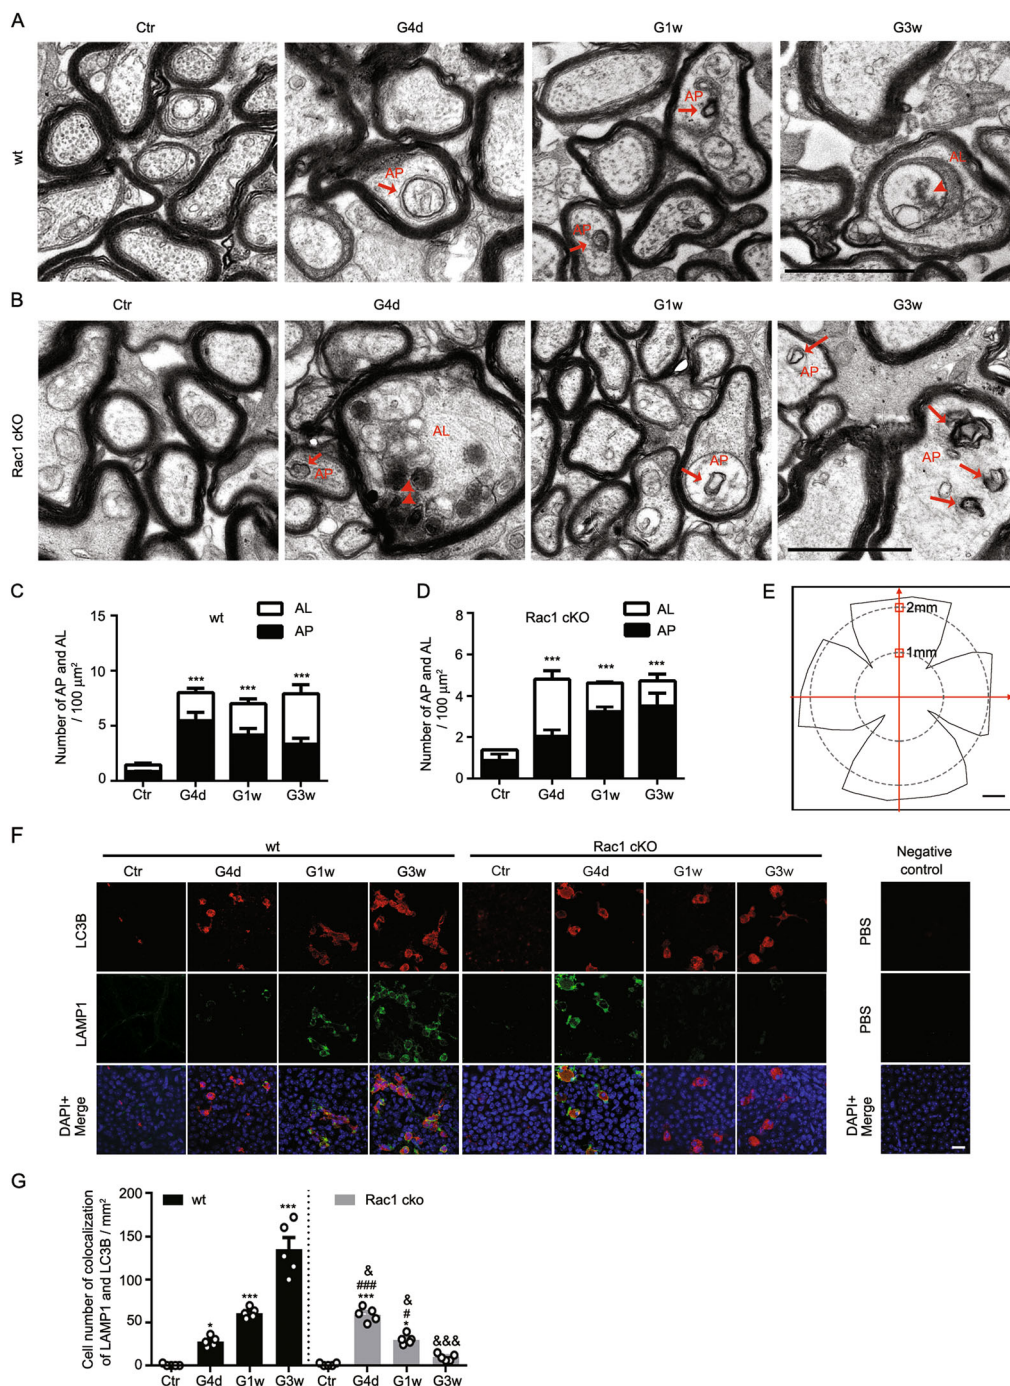 A
Ctr G4d G1w G3w
wt
AP
AP
AP
AL
B
Ctr G4d G1w G3w
Rac1 cKO
AP
AL
AP
AP
AP
C
wt
AL
AP
Number of AP and AL
/ 100 µm²
15
10
5
0
*** *** ***
Ctr G4d G1w G3w
D
Rac1 cKO
AL
AP
Number of AP and AL
/ 100 µm²
8
6
4
2
0
*** *** ***
Ctr G4d G1w G3w
E
2mm
1mm
F
wt Rac1 cKO Negative
control
Ctr G4d G1w G3w Ctr G4d G1w G3w
LC3B PBS
LAMP1 PBS
DAPI+
Merge
DAPI+
Merge
G
Cell number of colocalization
of LAMP1 and LC3B / mm²
200
150
100
50
0
wt Rac1 cko
* *** ***
&
###
***
&
#
*
&&&
Ctr G4d G1w G3w Ctr G4d G1w G3w